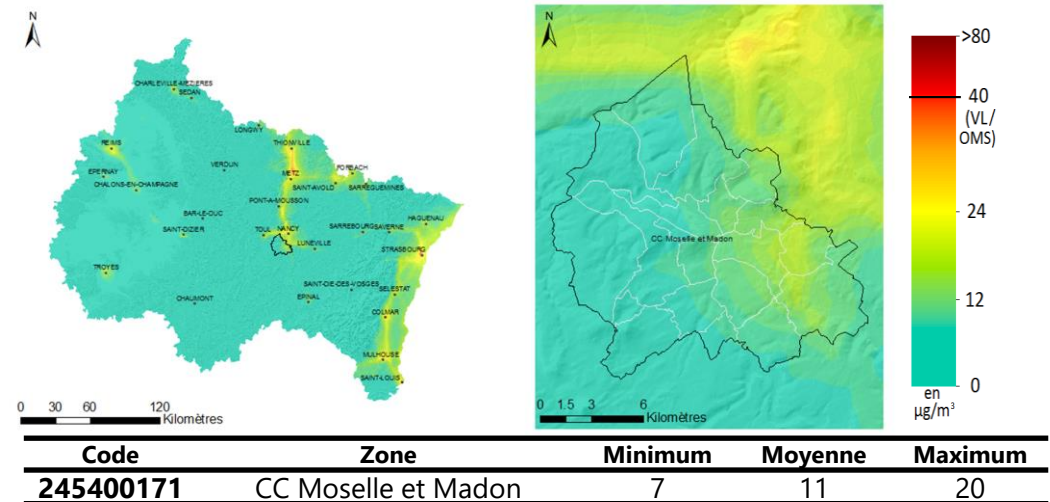 N
CHARLEVILLE-MEZIERES
SEDAN
LONGWY
THIONVILLE
REIMS
VERDUN
FORBACH
EPERNAY
METZ
CHALONS-EN-CHAMPAGNE
SAINT-AVOLD
SARREGUEMINES
PONT-A-MOUSSON
BAR-LE-DUC
HAGUENAU
SAINT-DIZIER
TOUL
NANCY
SARREBOURG
SAVERNE
LUNEVILLE
STRASBOURG
TROYES
SAINT-DIE-DES-VOSGES
SELESTAT
CHAUMONT
EPINAL
COLMAR
MULHOUSE
SAINT-LOUIS
0 30 60 120
Kilomètres
N
CC Moselle et Madon
0 1.5 3 6
Kilomètres
>80
40
(VL/
OMS)
24
12
0
en
µg/m³
Code Zone Minimum Moyenne Maximum
245400171 CC Moselle et Madon 7 11 20